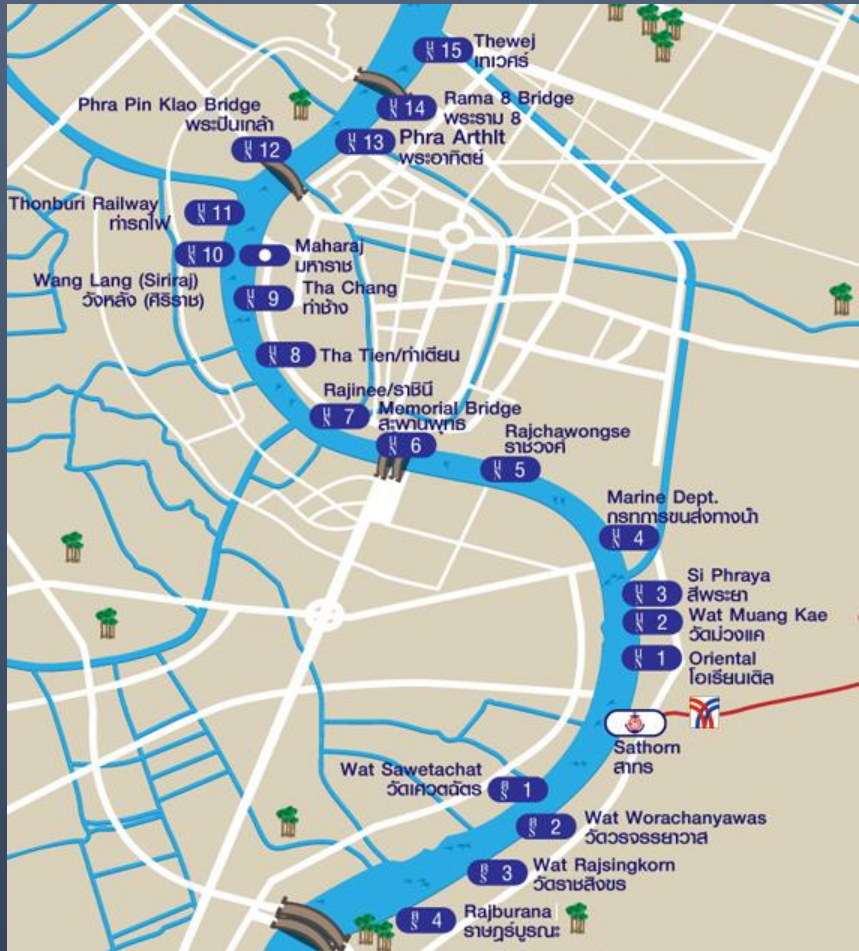 N 15
Thewej
เทเวศร์
N 14
Rama 8 Bridge
พระราม 8
Phra Pin Klao Bridge
พระปิ่นเกล้า
N 12
N 13
Phra Arthlt
พระอาทิตย์
Thonburi Railway
ท่ารถไฟ
N 11
N 10
Wang Lang (Siriraj)
วังหลัง (ศิริราช)
Maharaj
มหาราช
N 9
Tha Chang
ท่าช้าง
N 8
Tha Tien/ท่าเตียน
Rajinee/ราชินี
N 7
Memorial Bridge
สะพานพุทธ
N 6
Rajchawongse
ราชวงศ์
N 5
Marine Dept.
กรทการขนส่งทางน้ำ
N 4
N 3
Si Phraya
สี่พระยา
N 2
Wat Muang Kae
วัดม่วงแค
N 1
Oriental
โอเรียนเต็ล
Sathorn
สาทร
Wat Sawetachat
วัดเศวตฉัตร
S 1
S 2
Wat Worachanyawas
วัดวรจรรยาวาส
S 3
Wat Rajsingkorn
วัดราชสิงขร
S 4
Rajburana
ราษฎร์บูรณะ